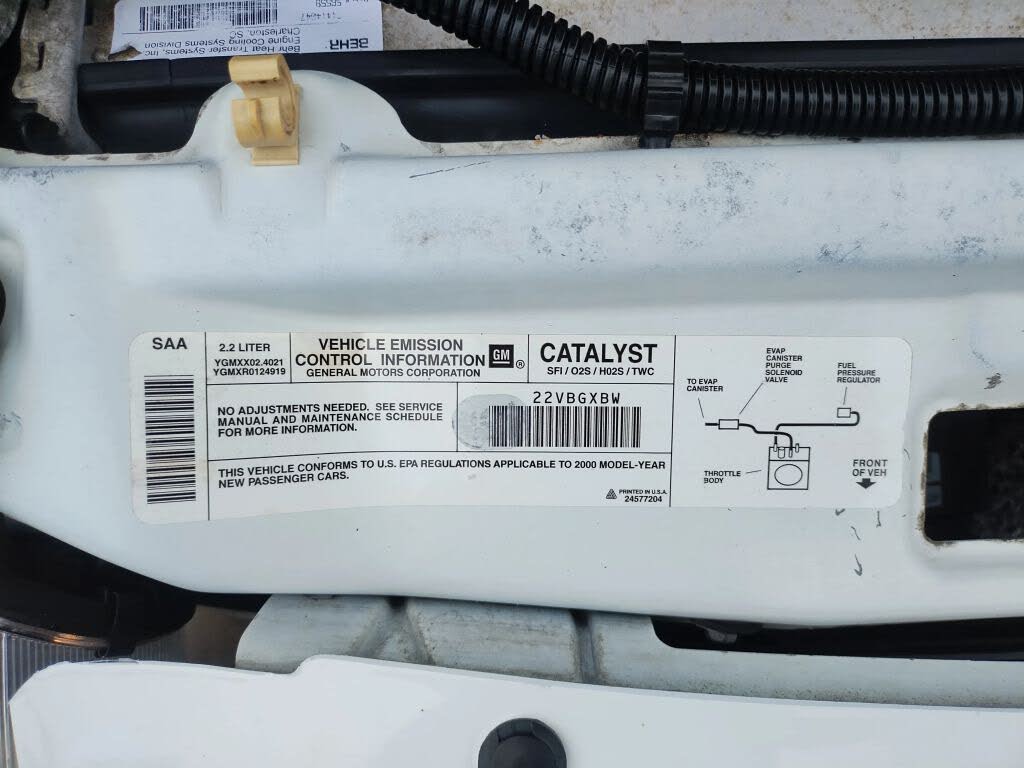 Behr Heat Transfer Systems, Inc.
Engine Cooling Systems Division
Charleston, SC
BEHR
SAA
2.2 LITER
YGMXX02.4021
YGMXR0124919
VEHICLE EMISSION
CONTROL INFORMATION
GENERAL MOTORS CORPORATION
GM ®
CATALYST
SFI / O2S / H02S / TWC
NO ADJUSTMENTS NEEDED. SEE SERVICE
MANUAL AND MAINTENANCE SCHEDULE
FOR MORE INFORMATION.
22VBGXBW
THIS VEHICLE CONFORMS TO U.S. EPA REGULATIONS APPLICABLE TO 2000 MODEL-YEAR
NEW PASSENGER CARS.
PRINTED IN U.S.A.
24577204
TO EVAP
CANISTER
EVAP
CANISTER
PURGE
SOLENOID
VALVE
FUEL
PRESSURE
REGULATOR
THROTTLE
BODY
FRONT
OF VEH